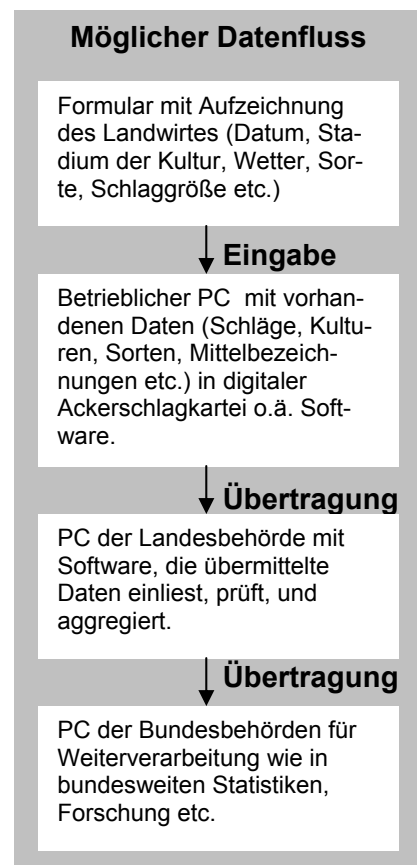 Möglicher Datenfluss
Formular mit Aufzeichnung
des Landwirtes (Datum, Sta-
dium der Kultur, Wetter, Sor-
te, Schlaggröße etc.)
Eingabe
Betrieblicher PC mit vorhan-
denen Daten (Schläge, Kultu-
ren, Sorten, Mittelbezeich-
nungen etc.) in digitaler
Ackerschlagkartei o.ä. Soft-
ware.
Übertragung
PC der Landesbehörde mit
Software, die übermittelte
Daten einliest, prüft, und
aggregiert.
Übertragung
PC der Bundesbehörden für
Weiterverarbeitung wie in
bundesweiten Statistiken,
Forschung etc.